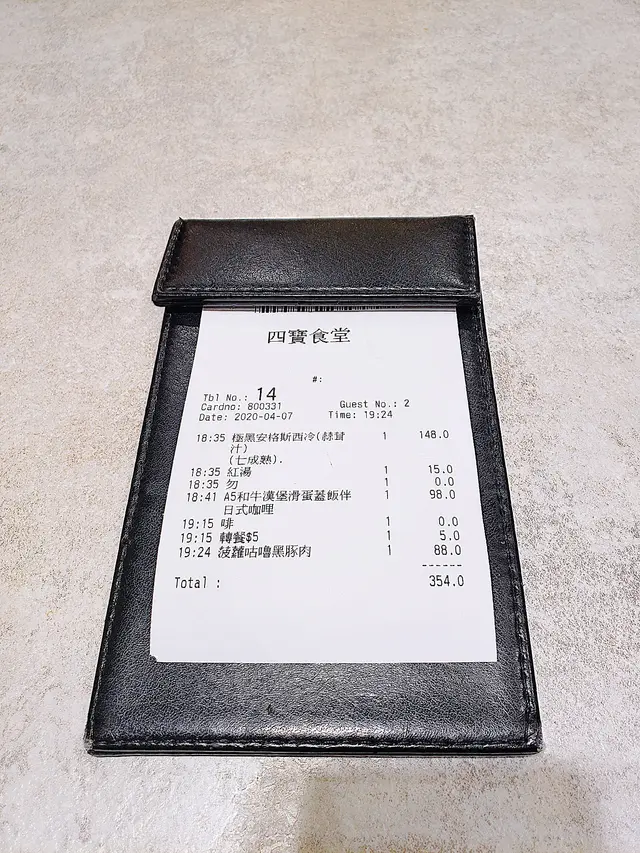 四寶食堂
#:
Tbl No.: 14
Cardno: 800331 Guest No.: 2
Date: 2020-04-07 Time: 19:24
18:35 極黑安格斯西冷(蒜茸 1 148.0
汁)
(七成熟).
18:35 紅湯 1 15.0
18:35 勿 1 0.0
18:41 A5和牛漢堡滑蛋蓋飯伴 1 98.0
日式咖哩
19:15 啡 1 0.0
19:15 轉餐$5 1 5.0
19:24 菠蘿咕嚕黑豚肉 1 88.0
------
Total : 354.0